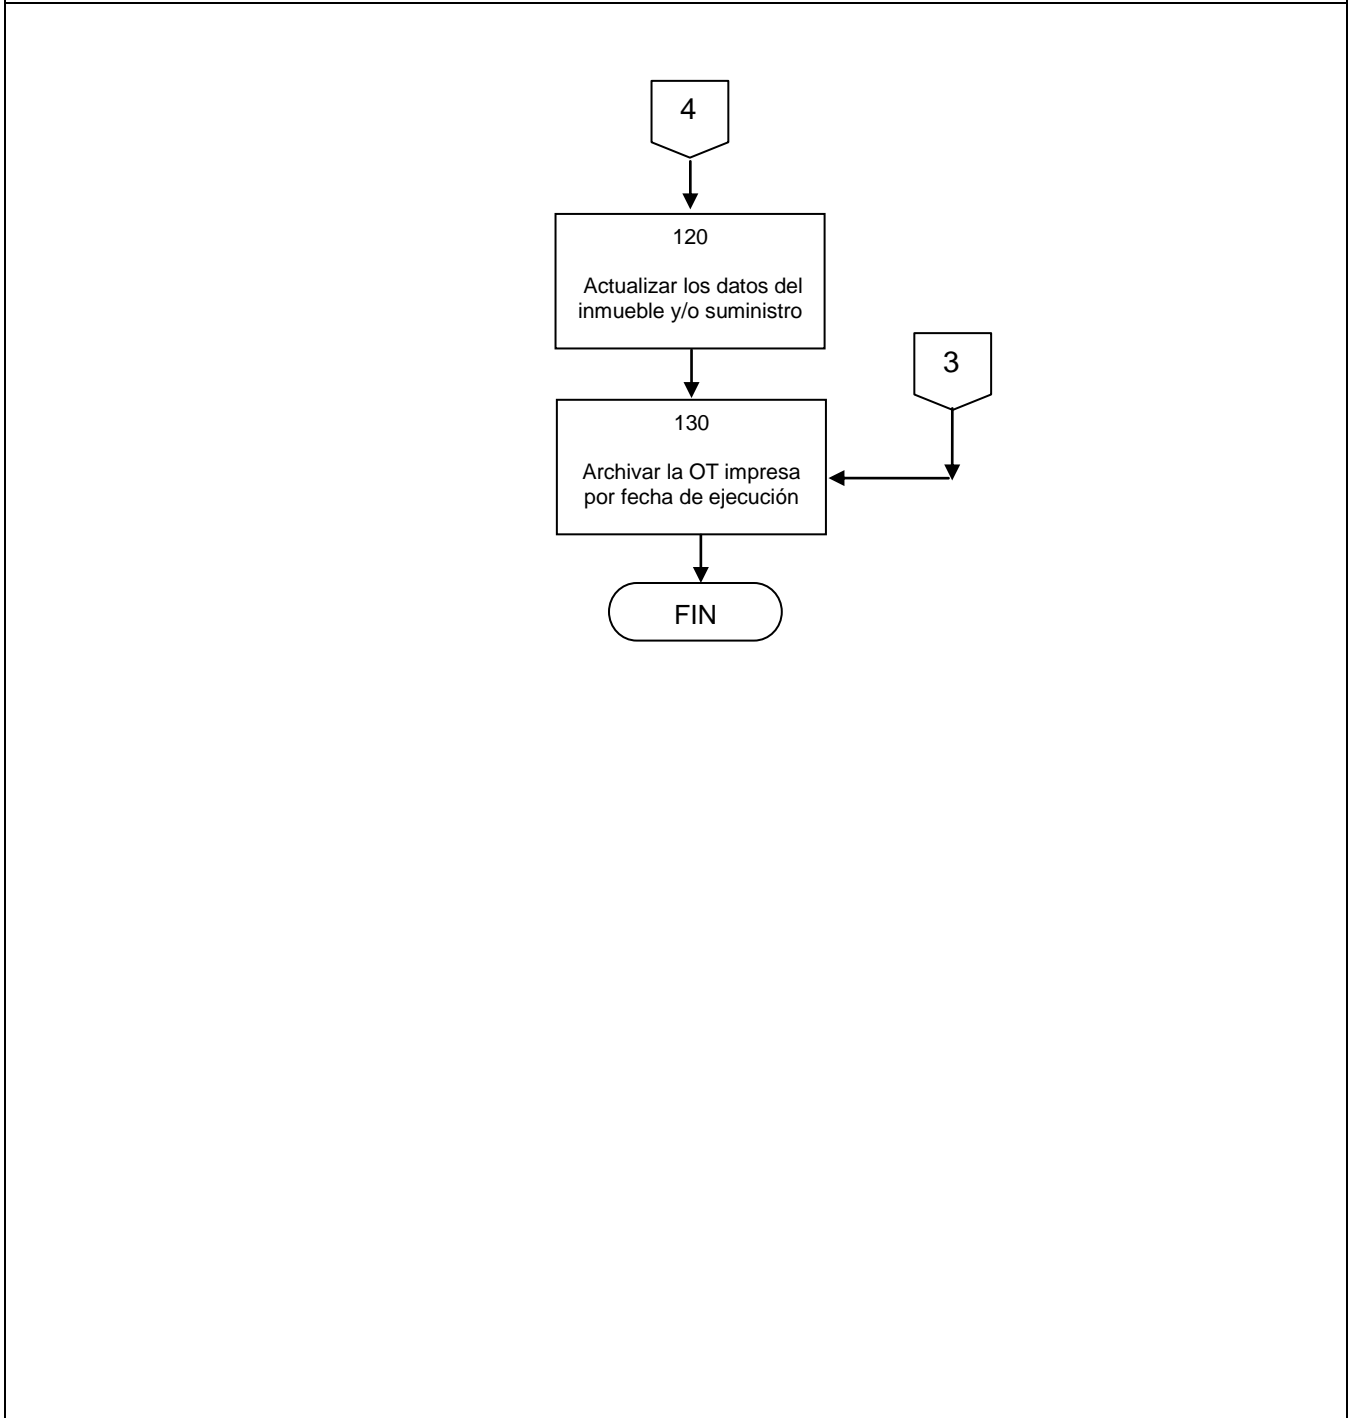 4
120
Actualizar los datos del
inmueble y/o suministro
3
130
Archivar la OT impresa
por fecha de ejecución
FIN